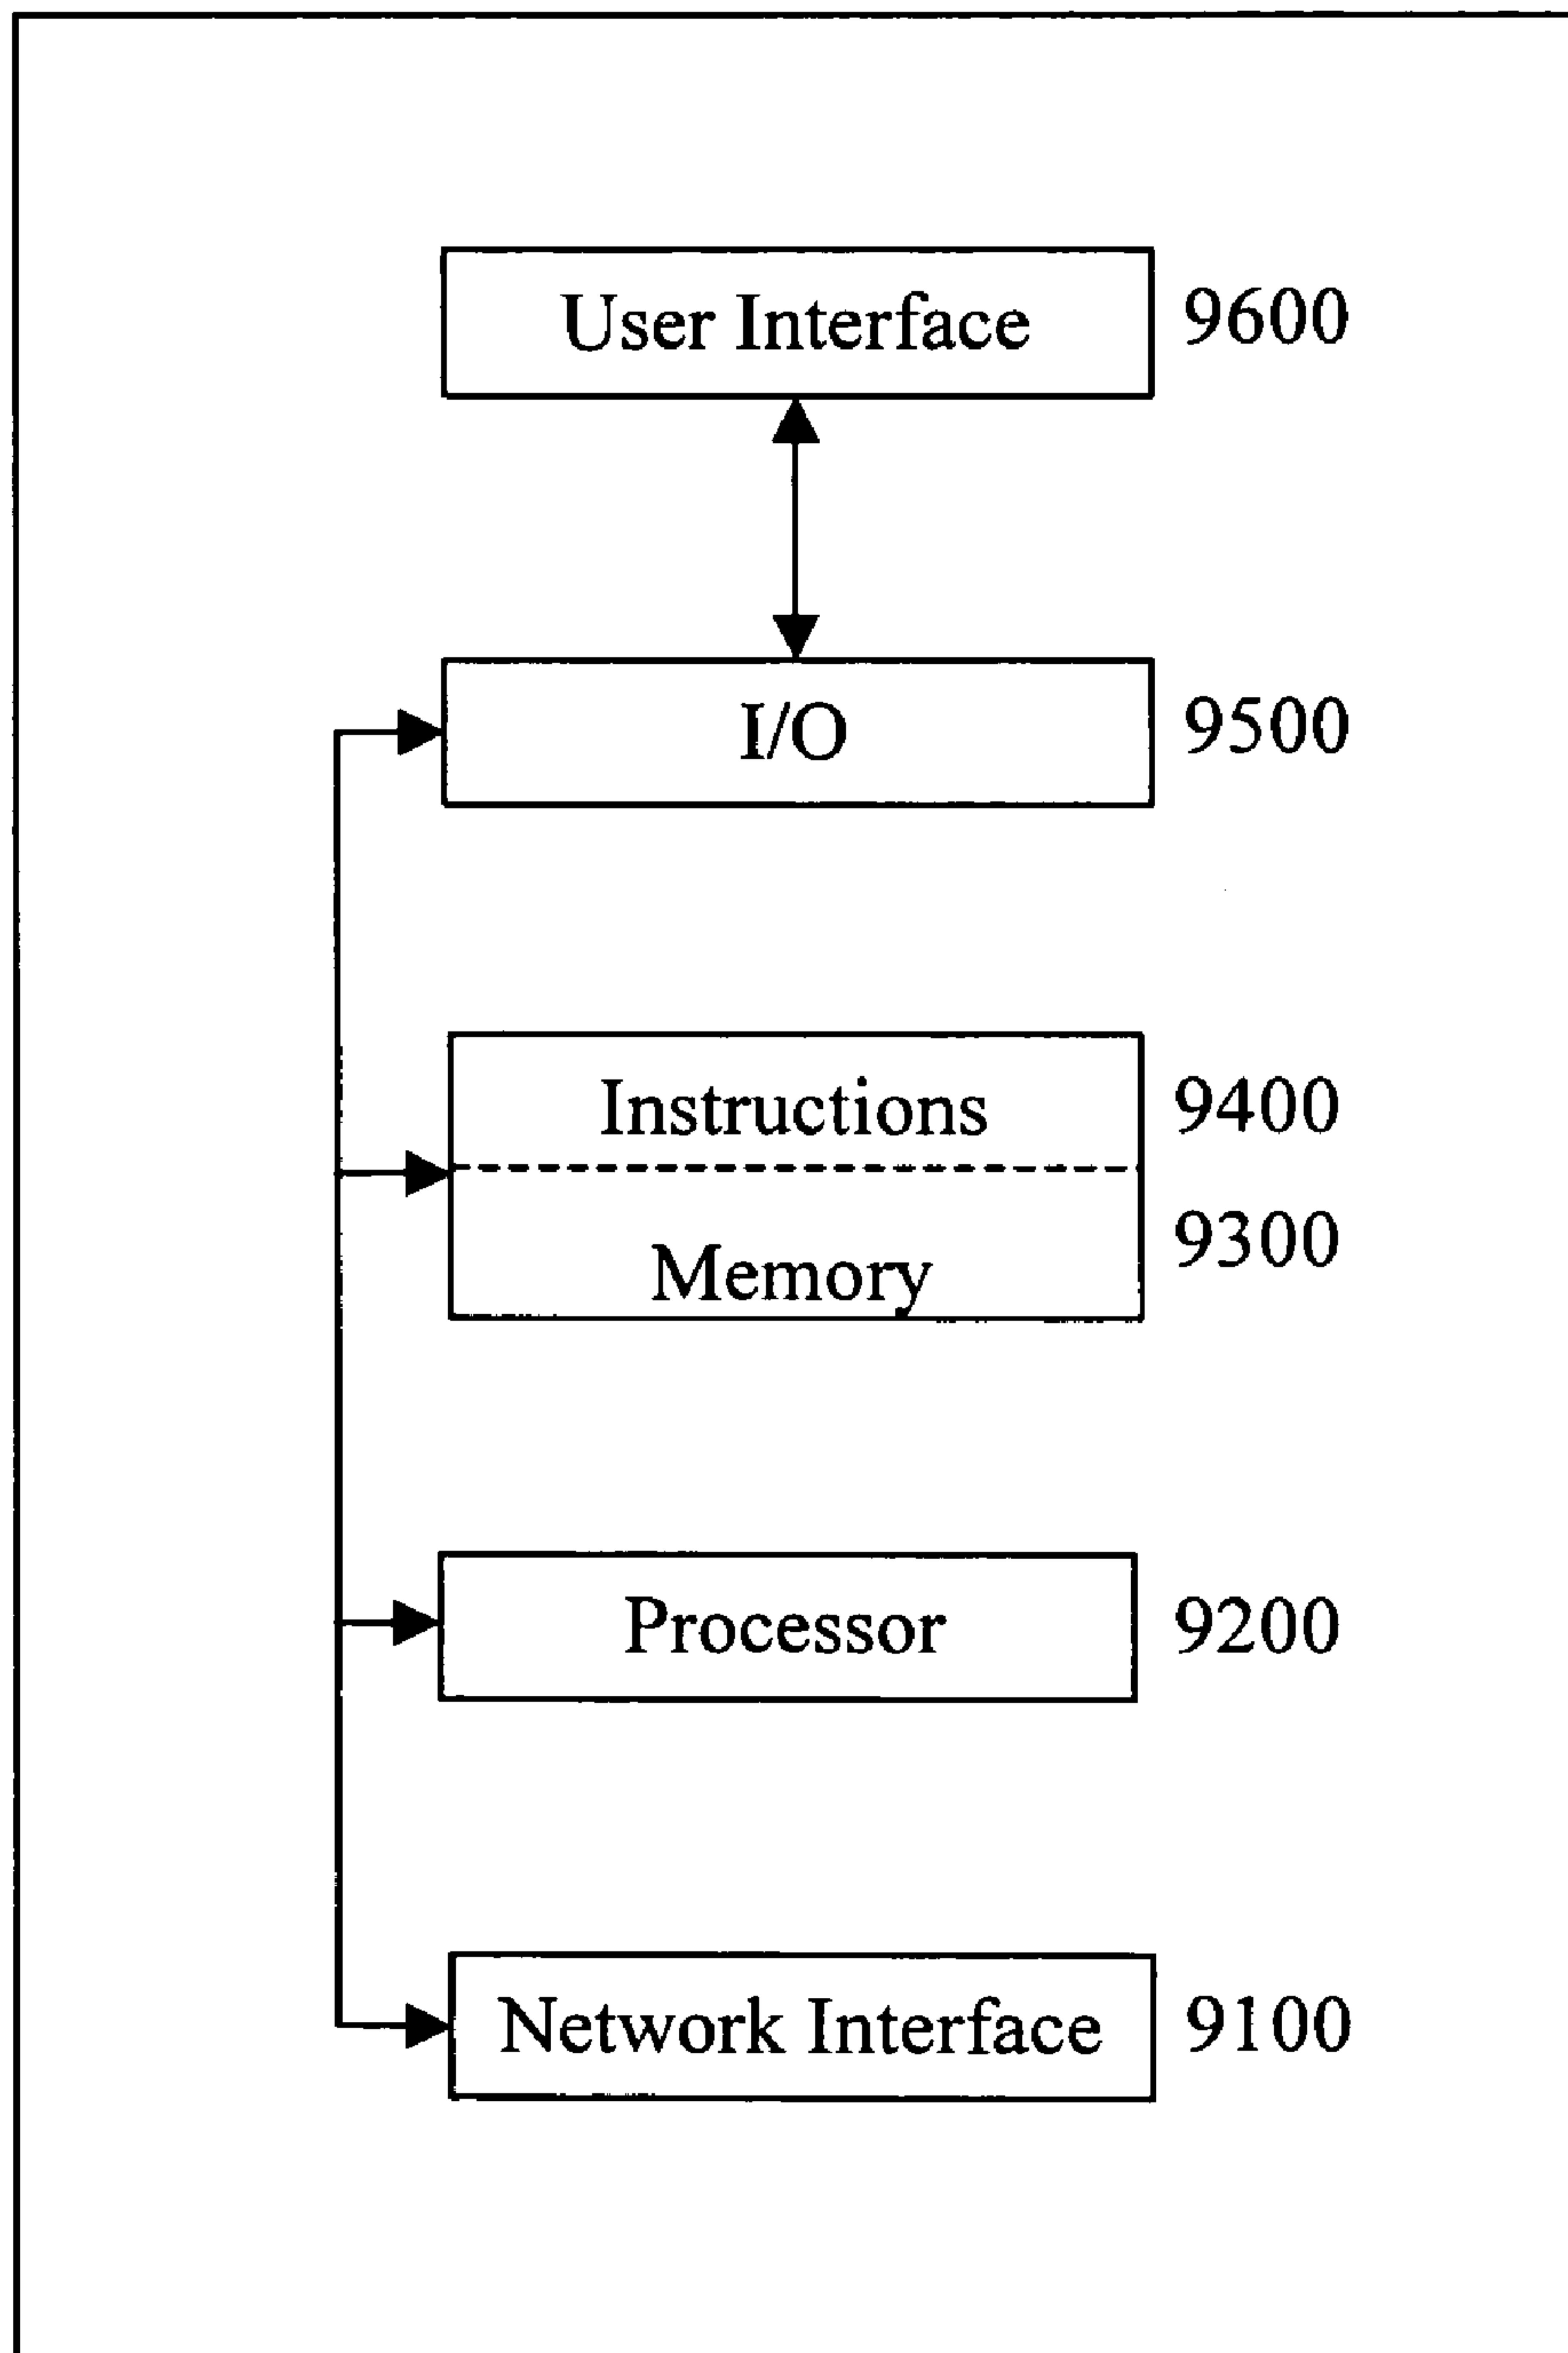 User Interface 9600
I/O 9500
Instructions 9400
Memory 9300
Processor 9200
Network Interface 9100